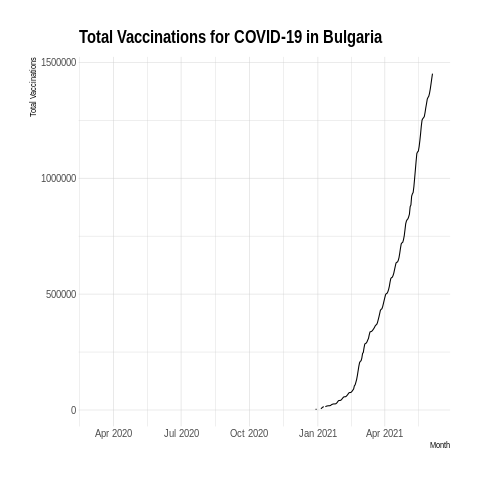 Total Vaccinations for COVID-19 in Bulgaria
Total Vaccinations
1500000
1000000
500000
0
Apr 2020 Jul 2020 Oct 2020 Jan 2021 Apr 2021
Month